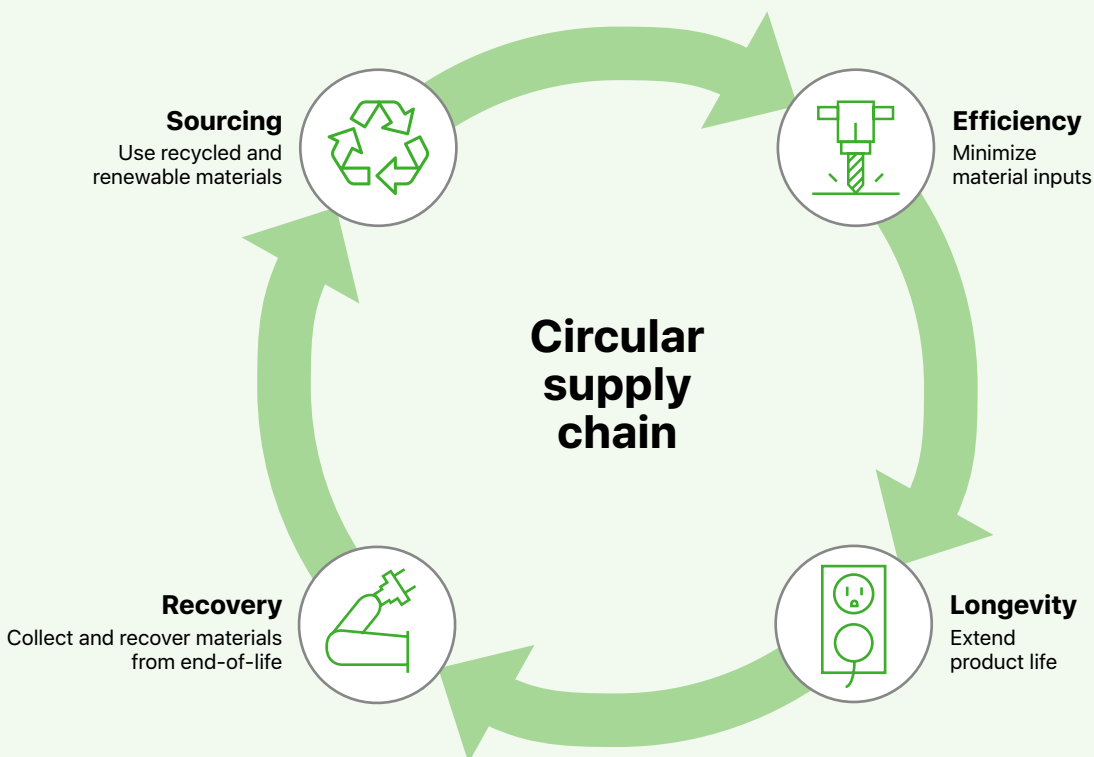 Sourcing
Use recycled and
renewable materials
Efficiency
Minimize
material inputs
Circular
supply
chain
Recovery
Collect and recover materials
from end-of-life
Longevity
Extend
product life